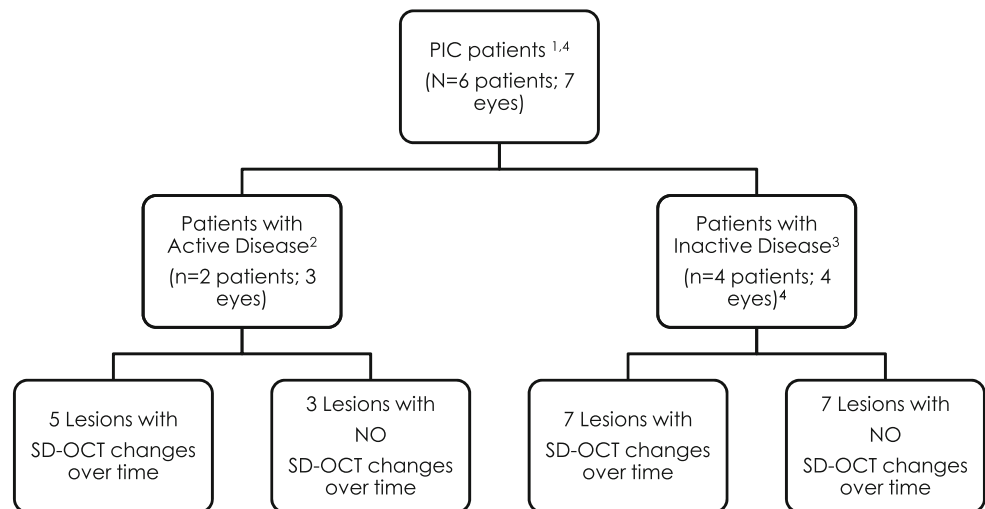 PIC patients 1,4
(N=6 patients; 7
eyes)
Patients with
Active Disease2
(n=2 patients; 3
eyes)
Patients with
Inactive Disease3
(n=4 patients; 4
eyes)4
5 Lesions with
SD-OCT changes
over time
3 Lesions with
NO
SD-OCT changes
over time
7 Lesions with
SD-OCT changes
over time
7 Lesions with
NO
SD-OCT changes
over time